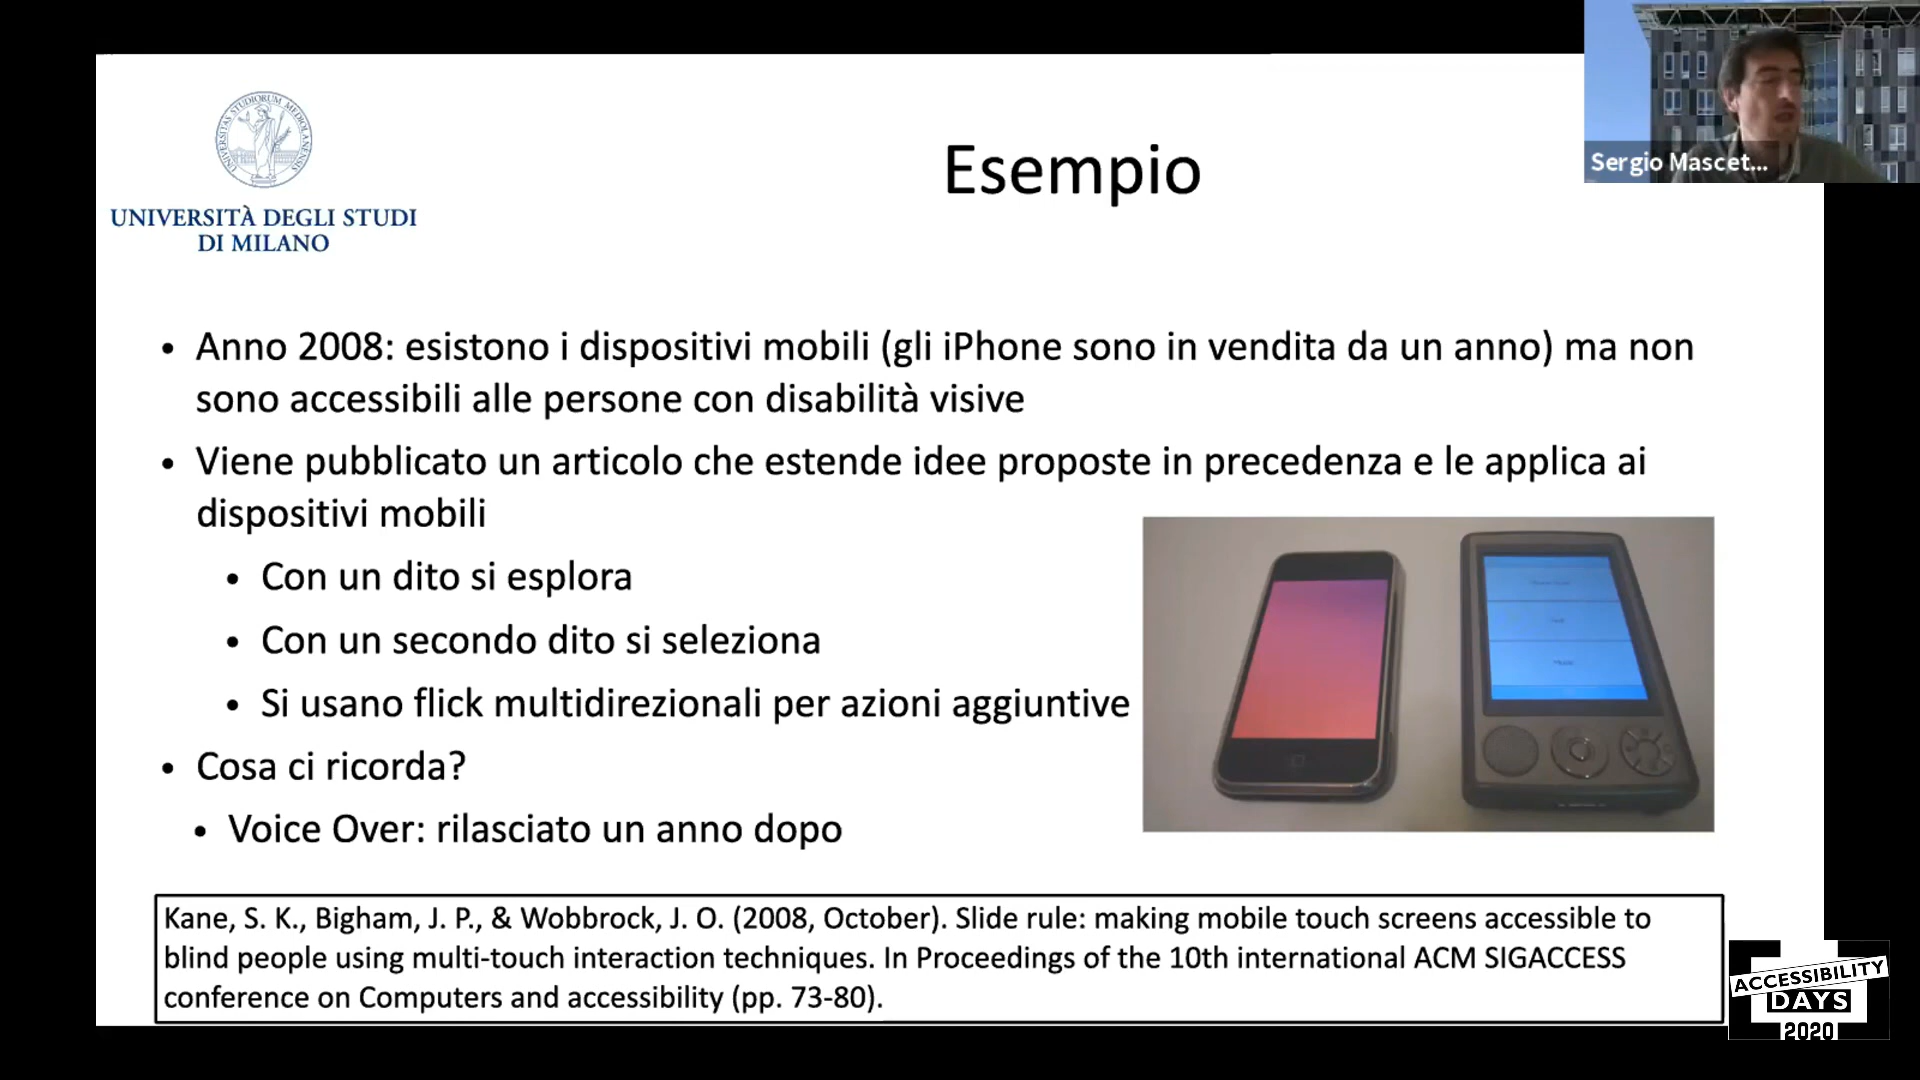 UNIVERSITÀ DEGLI STUDI
DI MILANO
Esempio
Sergio Mascet...
• Anno 2008: esistono i dispositivi mobili (gli iPhone sono in vendita da un anno) ma non
sono accessibili alle persone con disabilità visive
• Viene pubblicato un articolo che estende idee proposte in precedenza e le applica ai
dispositivi mobili
• Con un dito si esplora
• Con un secondo dito si seleziona
• Si usano flick multidirezionali per azioni aggiuntive
• Cosa ci ricorda?
• Voice Over: rilasciato un anno dopo
Kane, S. K., Bigham, J. P., & Wobbrock, J. O. (2008, October). Slide rule: making mobile touch screens accessible to
blind people using multi-touch interaction techniques. In Proceedings of the 10th international ACM SIGACCESS
conference on Computers and accessibility (pp. 73-80).
ACCESSIBILITY
DAYS
2020